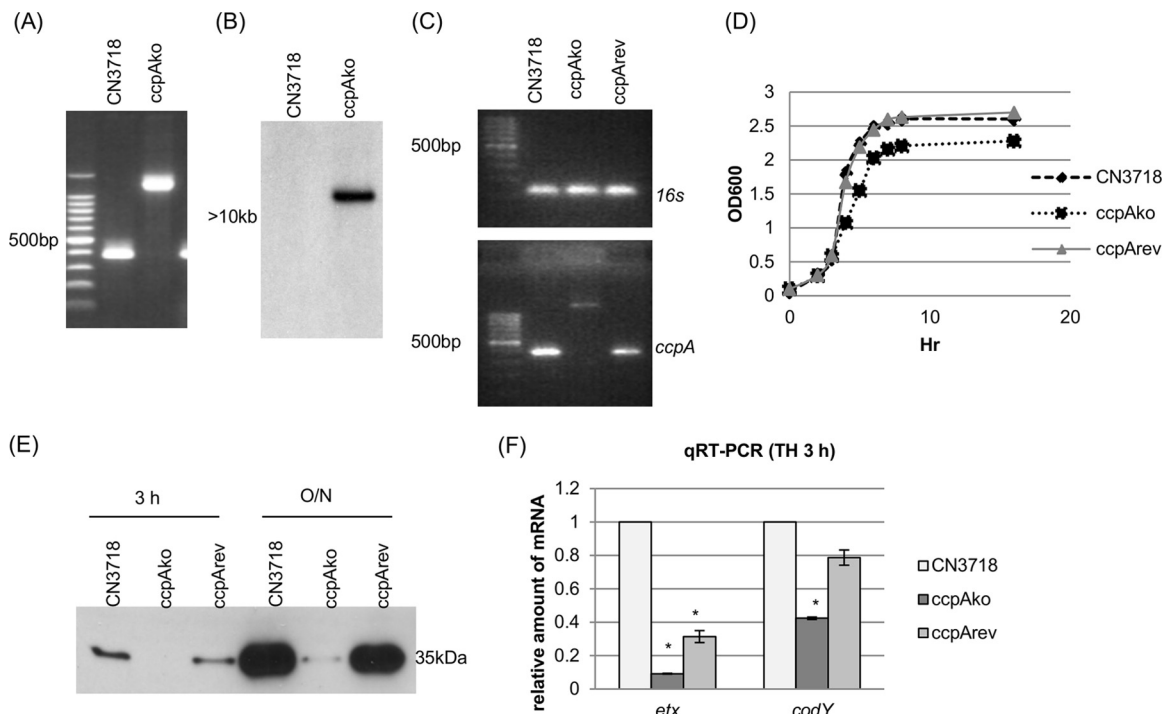 (A)
CN3718
ccpAko
500bp
(B)
CN3718
ccpAko
>10kb
(C)
CN3718
ccpAko
ccpArev
500bp
16s
500bp
ccpA
(D)
OD600
3
2.5
2
1.5
1
0.5
0
0 10 20
Hr
CN3718
ccpAko
ccpArev
(E)
3 h O/N
CN3718
ccpAko
ccpArev
CN3718
ccpAko
ccpArev
35kDa
(F)
qRT-PCR (TH 3 h)
relative amount of mRNA
1.2
1
0.8
0.6
0.4
0.2
0
* * *
etx codY
CN3718
ccpAko
ccpArev